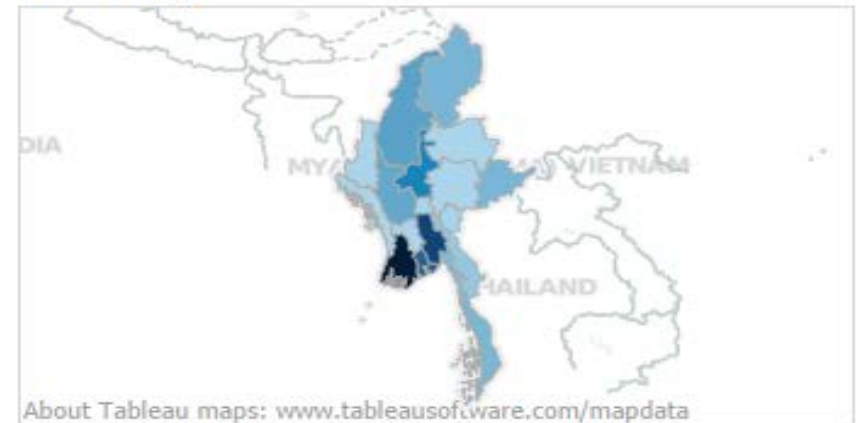 DIA
MYA
VIETNAM
HAILAND
About Tableau maps: www.tableausoftware.com/mapdata